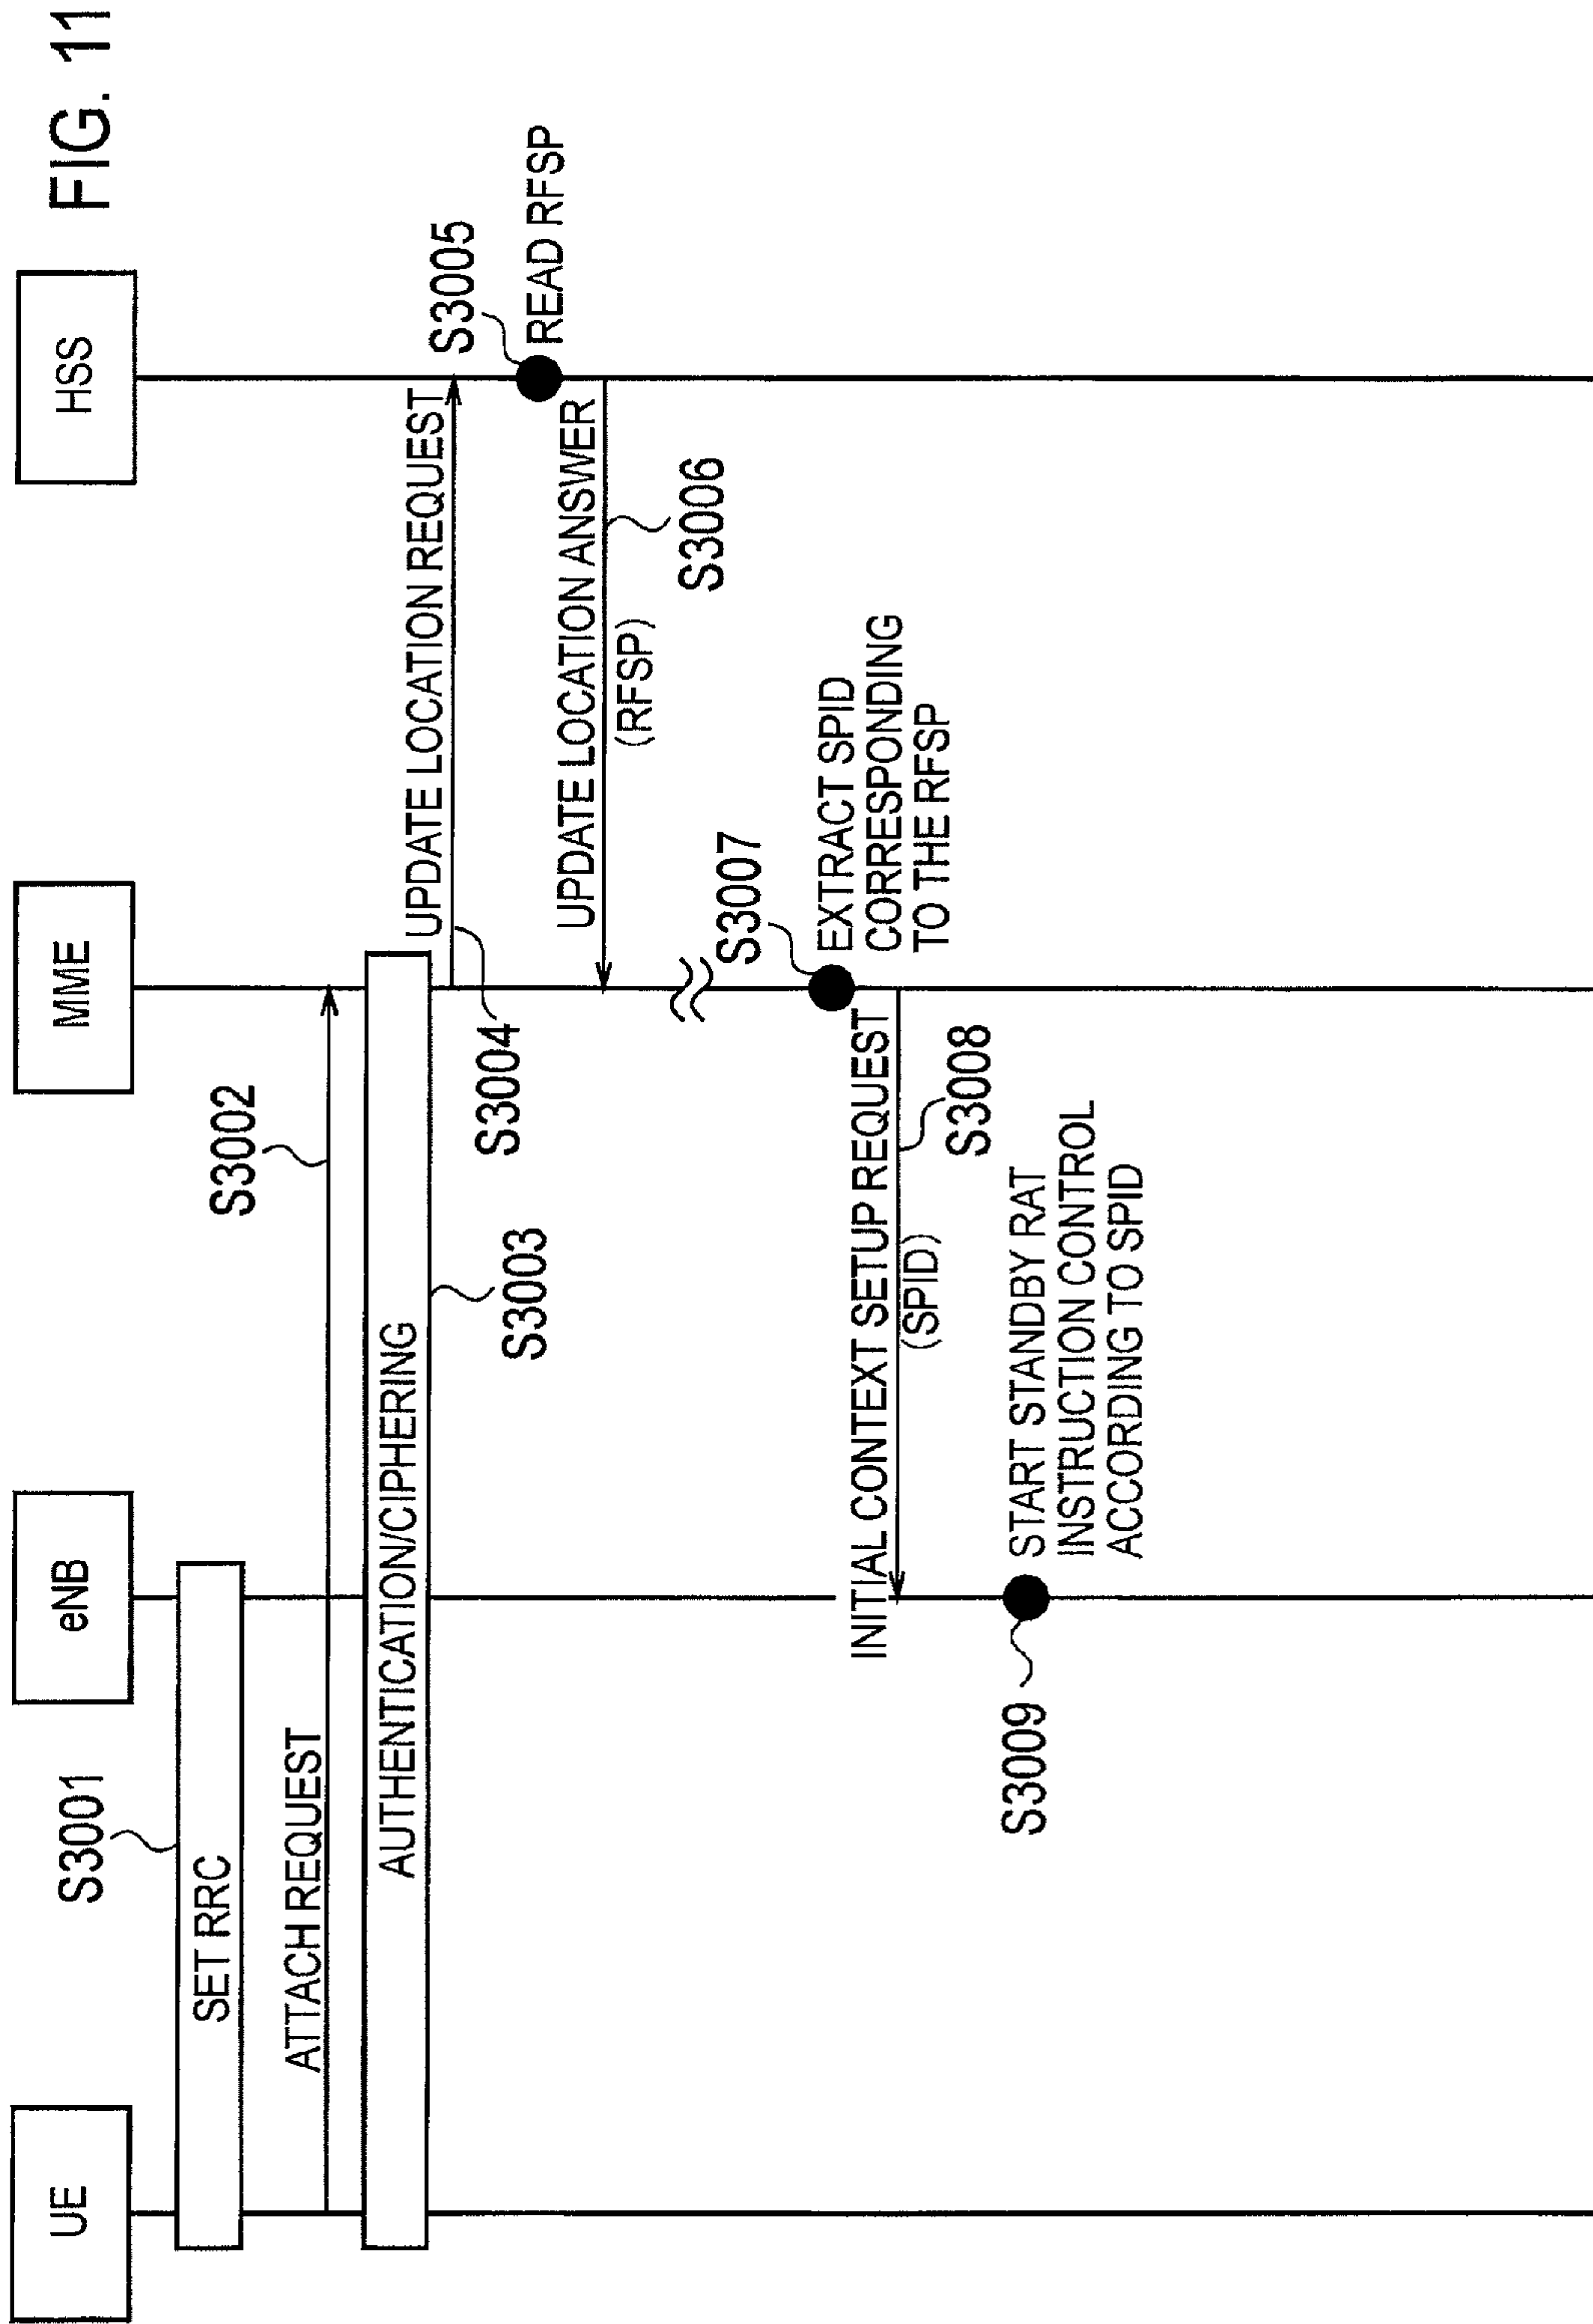 FIG. 11
UE
eNB
MME
HSS
S3001
SET RRC
S3002
ATTACH REQUEST
AUTHENTICATION/CIPHERING
S3003
UPDATE LOCATION REQUEST
S3004
S3005
READ RFSP
UPDATE LOCATION ANSWER
(RFSP)
S3006
S3007
EXTRACT SPID
CORRESPONDING
TO THE RFSP
INITIAL CONTEXT SETUP REQUEST
(SPID)
S3008
S3009
START STANDBY RAT
INSTRUCTION CONTROL
ACCORDING TO SPID